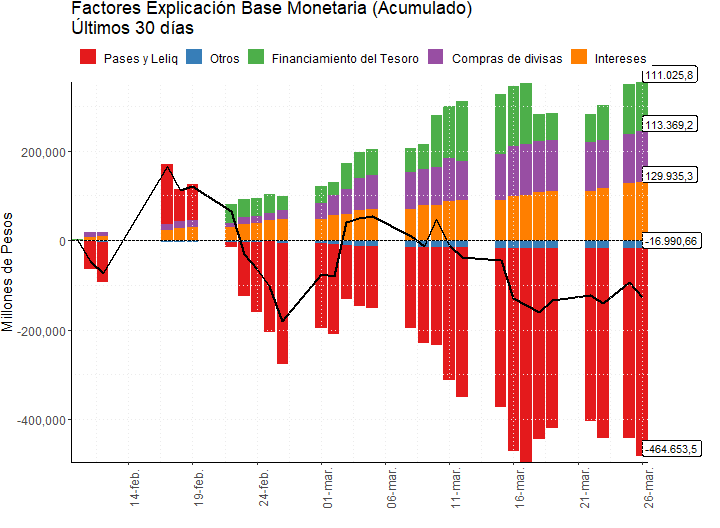 Factores Explicación Base Monetaria (Acumulado)
Últimos 30 días
Pases y Leliq
Otros
Financiamiento del Tesoro
Compras de divisas
Intereses
Millones de Pesos
200,000
0
-200,000
-400,000
111.025,8
113.369,2
129.935,3
-16.990,66
-464.653,5
14-feb.
19-feb.
24-feb.
01-mar.
06-mar.
11-mar.
16-mar.
21-mar.
26-mar.